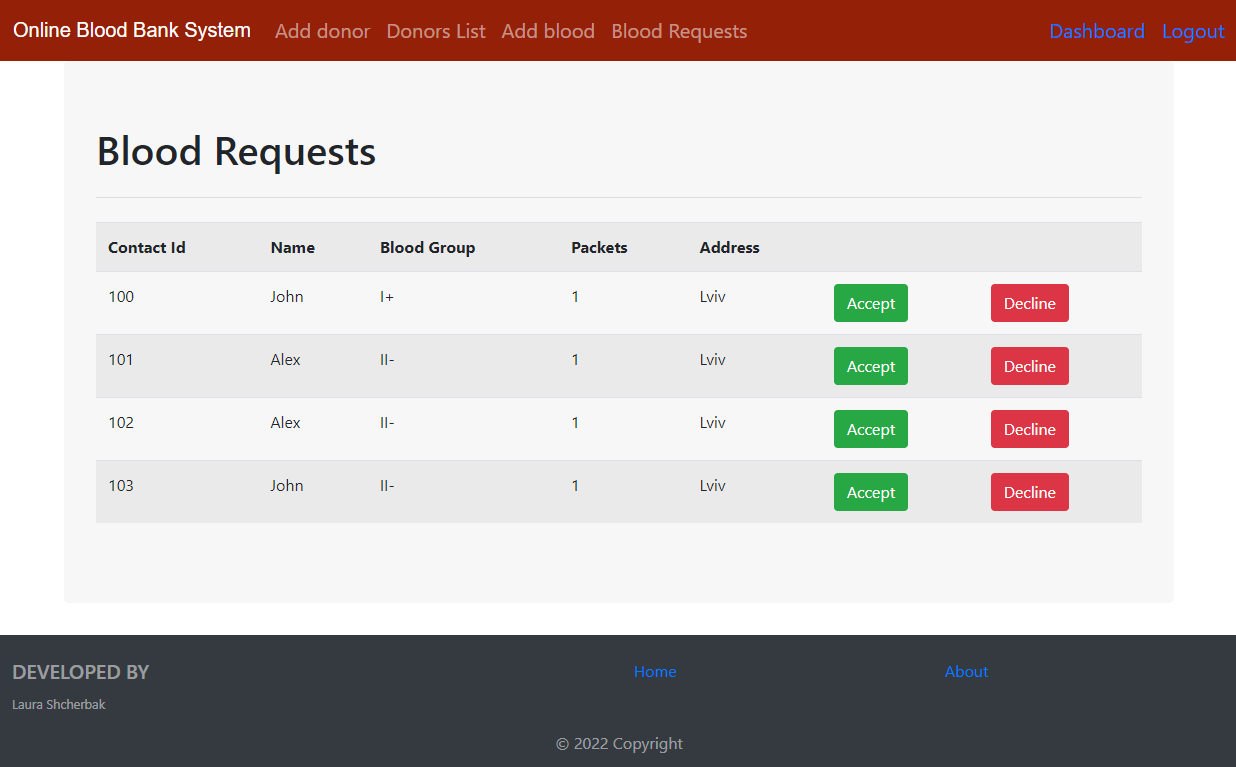 Online Blood Bank System Add donor Donors List Add blood Blood Requests Dashboard Logout
Blood Requests
Contact Id Name Blood Group Packets Address
100 John I+ 1 Lviv Accept Decline
101 Alex II- 1 Lviv Accept Decline
102 Alex II- 1 Lviv Accept Decline
103 John II- 1 Lviv Accept Decline
DEVELOPED BY Home About
Laura Shcherbak
© 2022 Copyright